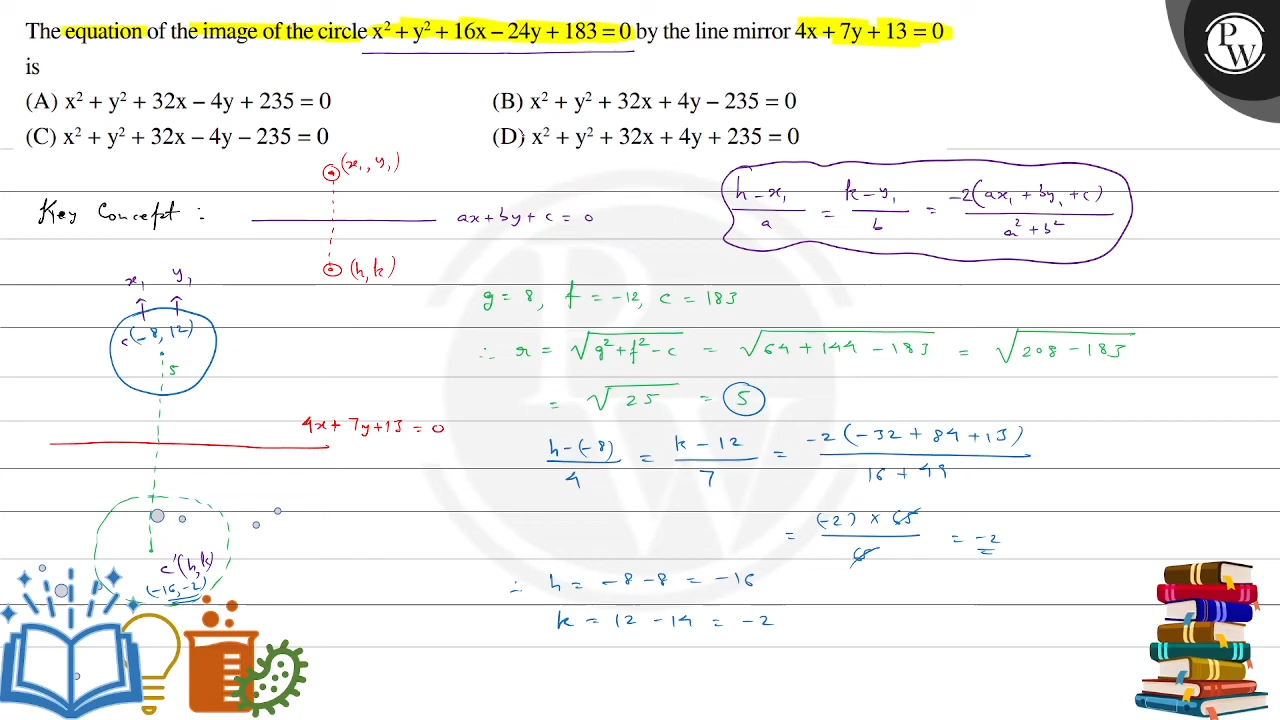 The equation of the image of the circle x² + y² + 16x – 24y + 183 = 0 by the line mirror 4x + 7y + 13 = 0
is
(A) x² + y² + 32x – 4y + 235 = 0 (B) x² + y² + 32x + 4y – 235 = 0
(C) x² + y² + 32x – 4y – 235 = 0 (D) x² + y² + 32x + 4y + 235 = 0
PW
Key Concept :
(x₁, y₁)
ax + by + c = 0
(h, k)
(h – x₁)/a = (k – y₁)/b = –2(ax₁ + by₁ + c)/(a² + b²)
x₁ y₁
c(–8, 12)
5
g = 8, f = –12, c = 183
∴ r = √(g² + f² – c) = √(64 + 144 – 183) = √(208 – 183)
= √25 = 5
4x + 7y + 13 = 0
(h – (–8))/4 = (k – 12)/7 = –2(–32 + 84 + 13)/(16 + 49)
= (–2) × 65/65 = –2
c'(h, k)
(–16, –2)
∴ h = –8 – 8 = –16
k = 12 – 14 = –2